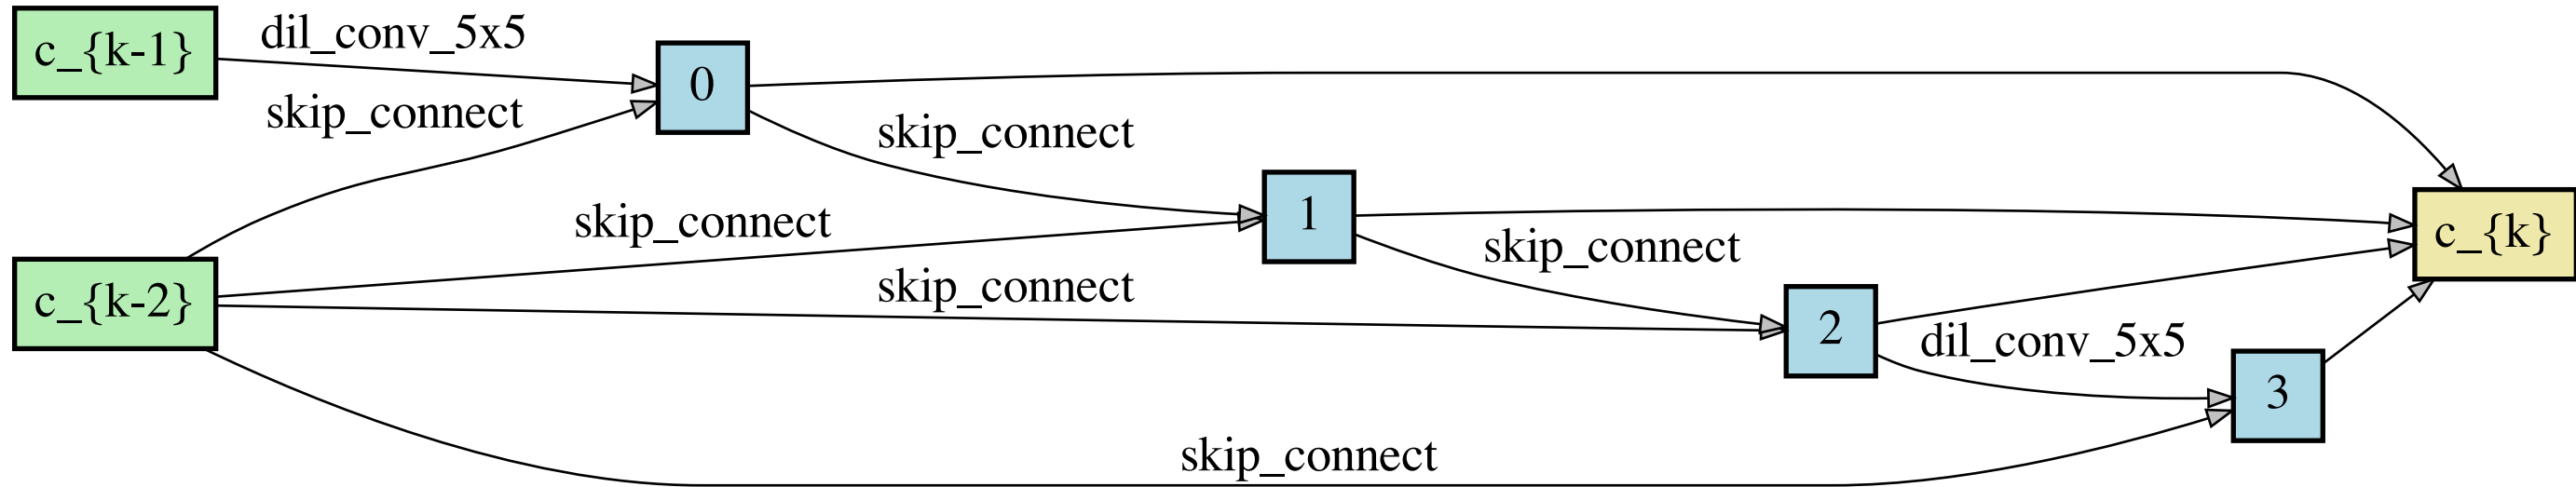 c_{k-1}
dil_conv_5x5
0
skip_connect
skip_connect
skip_connect
1
c_{k}
skip_connect
c_{k-2}
skip_connect
2
dil_conv_5x5
3
skip_connect